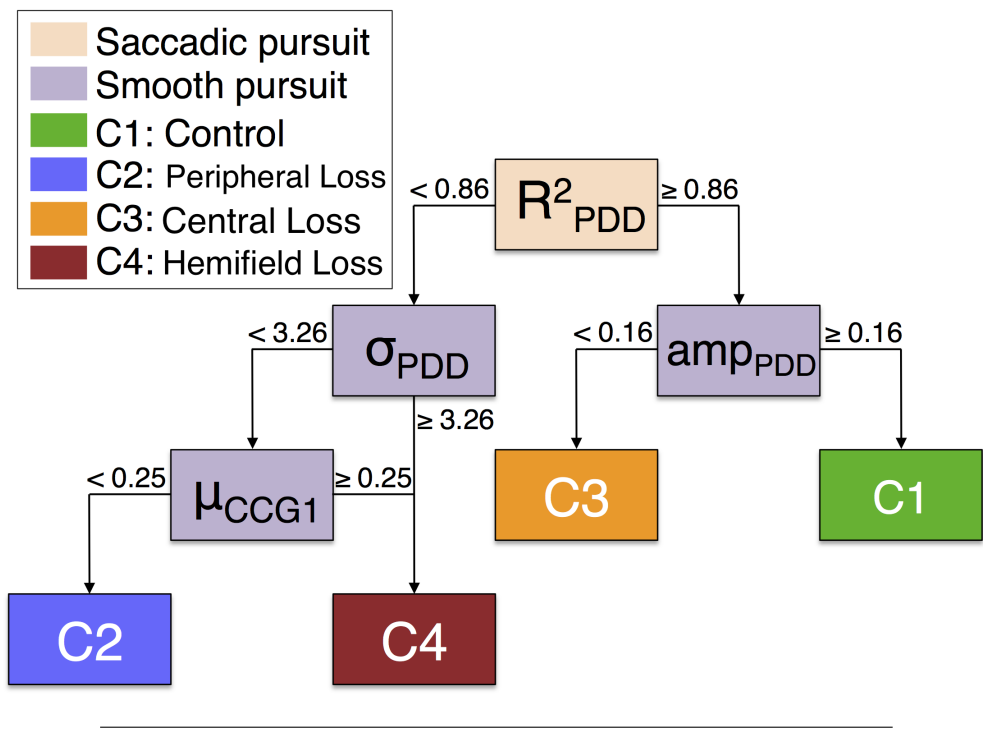 Saccadic pursuit
Smooth pursuit
C1: Control
C2: Peripheral Loss
C3: Central Loss
C4: Hemifield Loss
< 0.86
R²PDD
≥ 0.86
< 3.26
σPDD
≥ 3.26
< 0.16
ampPDD
≥ 0.16
< 0.25
μCCG1
≥ 0.25
C3
C1
C2
C4